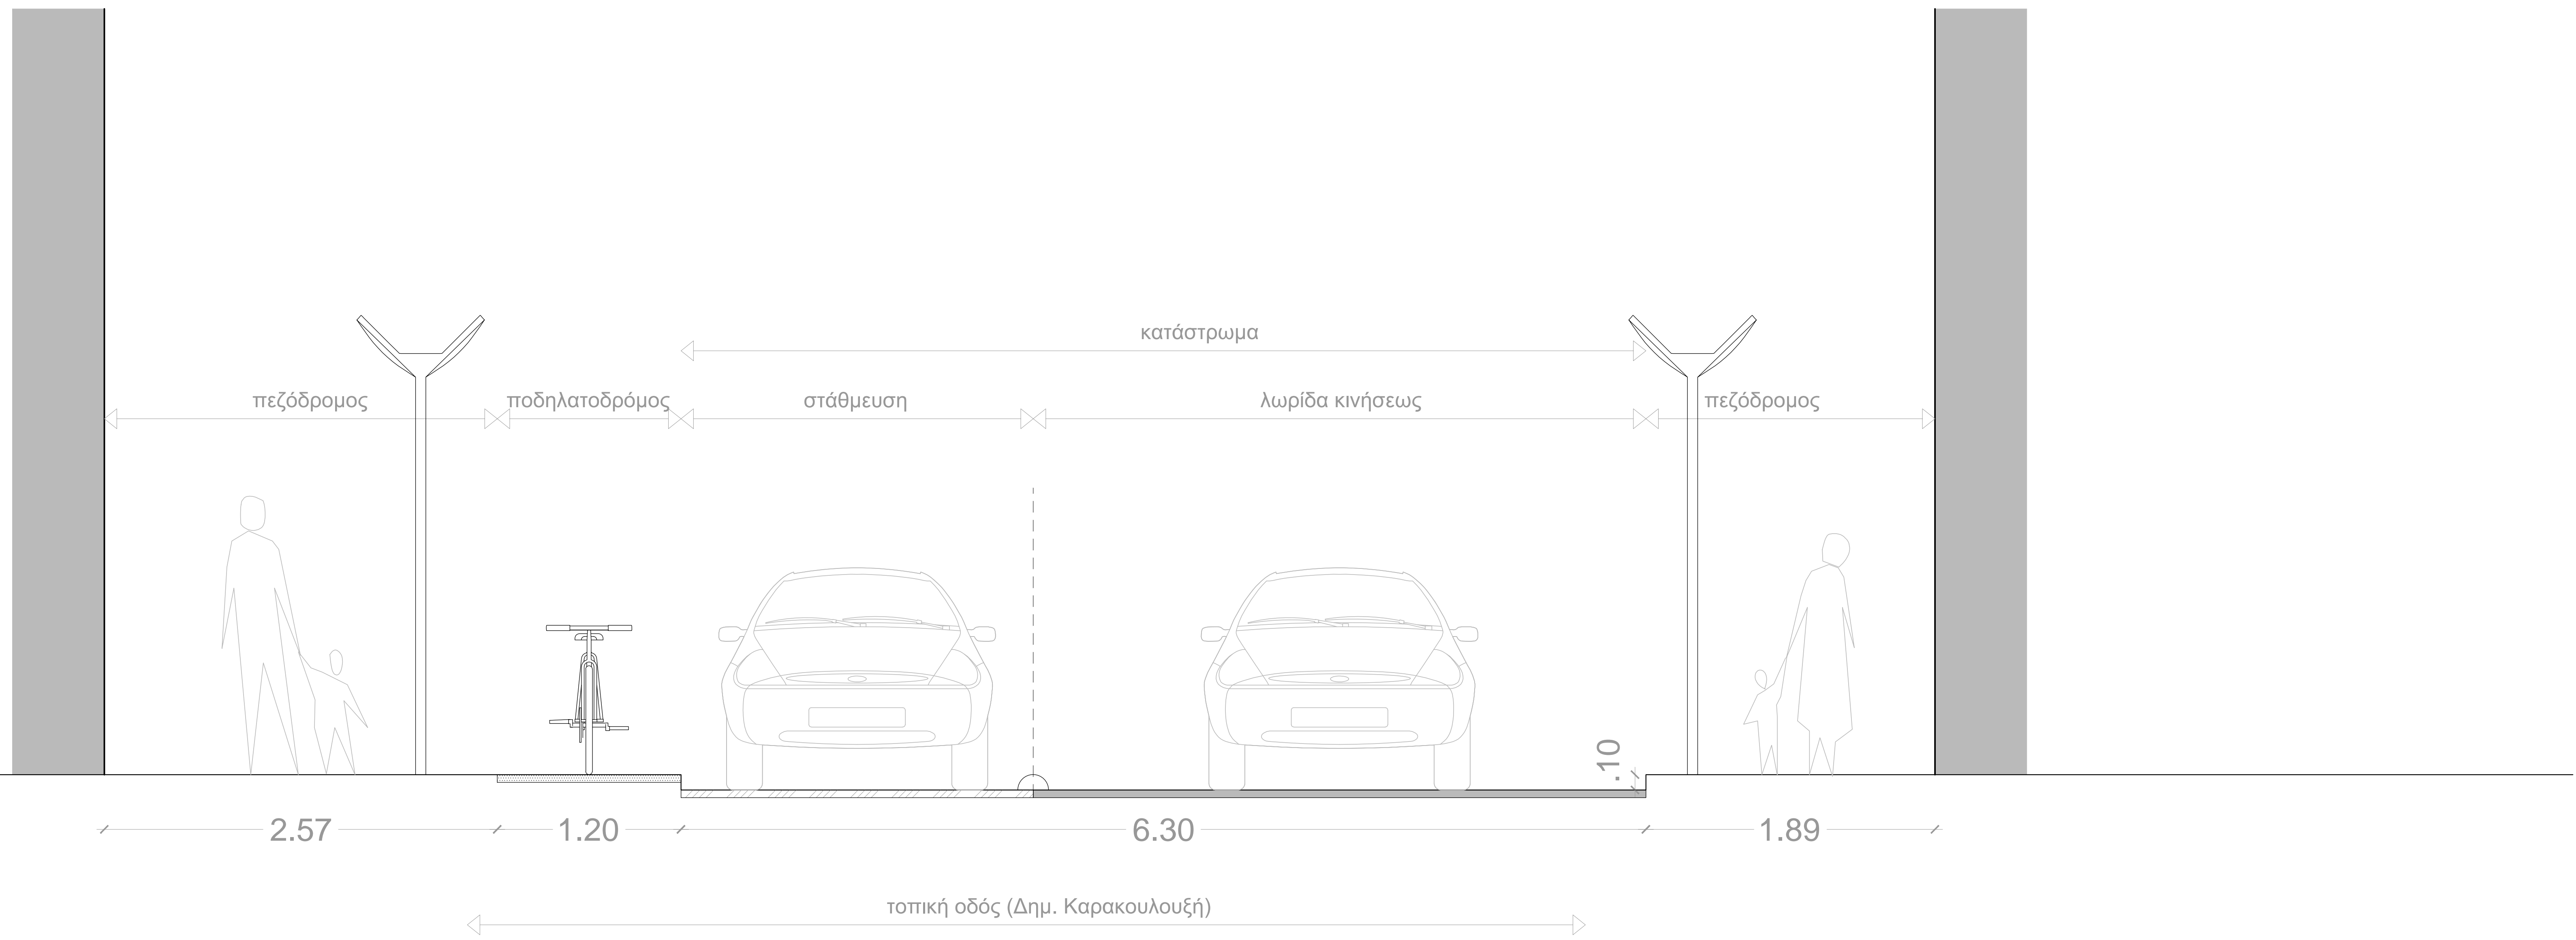 κατάστρωμα
πεζόδρομος
ποδηλατοδρόμος
στάθμευση
λωρίδα κινήσεως
πεζόδρομος
.10
2.57
1.20
6.30
1.89
τοπική οδός (Δημ. Καρακουλουξή)